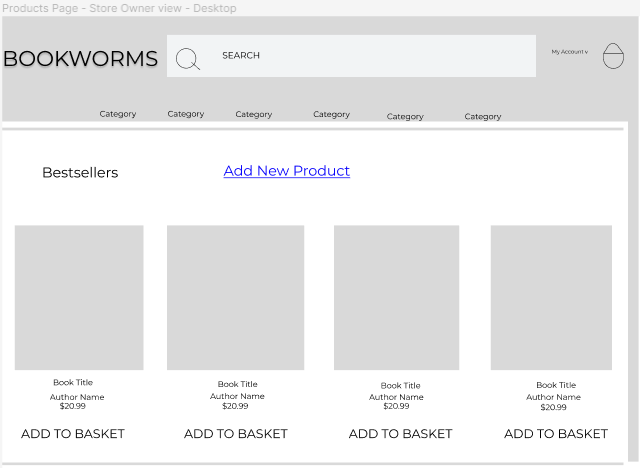 Products Page - Store Owner view - Desktop
BOOKWORMS
SEARCH
My Account v
Category Category Category Category Category Category
Bestsellers
Add New Product
Book Title
Author Name
$20.99
ADD TO BASKET
Book Title
Author Name
$20.99
ADD TO BASKET
Book Title
Author Name
$20.99
ADD TO BASKET
Book Title
Author Name
$20.99
ADD TO BASKET